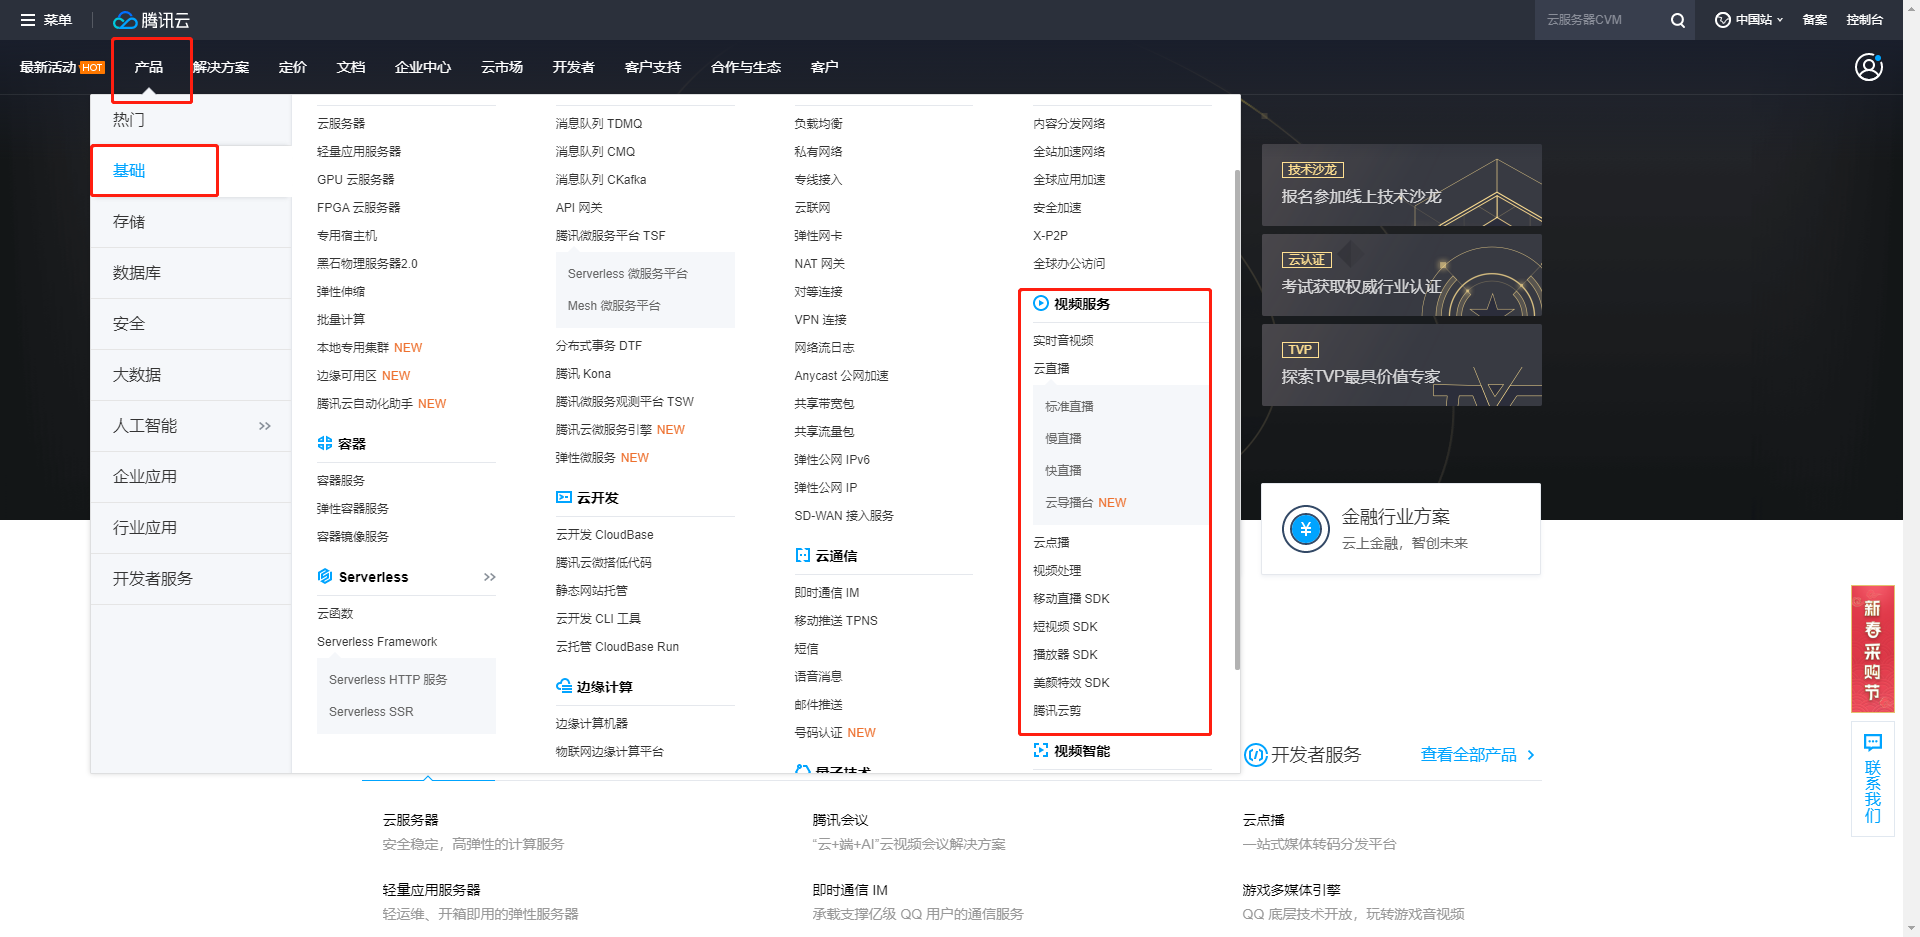 菜单
腾讯云
云服务器CVM
中国站
备案
控制台
最新活动 HOT
产品
解决方案
定价
文档
企业中心
云市场
开发者
客户支持
合作与生态
客户
热门
基础
存储
数据库
安全
大数据
人工智能
企业应用
行业应用
开发者服务
云服务器
轻量应用服务器
GPU 云服务器
FPGA 云服务器
专用宿主机
黑石物理服务器2.0
弹性伸缩
批量计算
本地专用集群 NEW
边缘可用区 NEW
腾讯云自动化助手 NEW
容器
容器服务
弹性容器服务
容器镜像服务
Serverless
云函数
Serverless Framework
Serverless HTTP 服务
Serverless SSR
消息队列 TDMQ
消息队列 CMQ
消息队列 CKafka
API 网关
腾讯微服务平台 TSF
Serverless 微服务平台
Mesh 微服务平台
分布式事务 DTF
腾讯 Kona
腾讯微服务观测平台 TSW
腾讯云微服务引擎 NEW
弹性微服务 NEW
云开发
云开发 CloudBase
腾讯云微搭低代码
静态网站托管
云开发 CLI 工具
云托管 CloudBase Run
边缘计算
边缘计算机器
物联网边缘计算平台
负载均衡
私有网络
专线接入
云联网
弹性网卡
NAT 网关
对等连接
VPN 连接
网络流日志
Anycast 公网加速
共享带宽包
共享流量包
弹性公网 IPv6
弹性公网 IP
SD-WAN 接入服务
云通信
即时通信 IM
移动推送 TPNS
短信
语音消息
邮件推送
号码认证 NEW
量子技术
内容分发网络
全站加速网络
全球应用加速
安全加速
X-P2P
全球办公访问
视频服务
实时音视频
云直播
标准直播
慢直播
快直播
云导播台 NEW
云点播
视频处理
移动直播 SDK
短视频 SDK
播放器 SDK
美颜特效 SDK
腾讯云剪
视频智能
技术沙龙
报名参加线上技术沙龙
云认证
考试获取权威行业认证
TVP
探索TVP最具价值专家
金融行业方案
云上金融，智创未来
新春采购节
联系我们
开发者服务
查看全部产品
云服务器
安全稳定，高弹性的计算服务
腾讯会议
“云+端+AI”云视频会议解决方案
云点播
一站式媒体转码分发平台
轻量应用服务器
轻运维、开箱即用的弹性服务器
即时通信 IM
承载支撑亿级 QQ 用户的通信服务
游戏多媒体引擎
QQ 底层技术开放，玩转游戏音视频